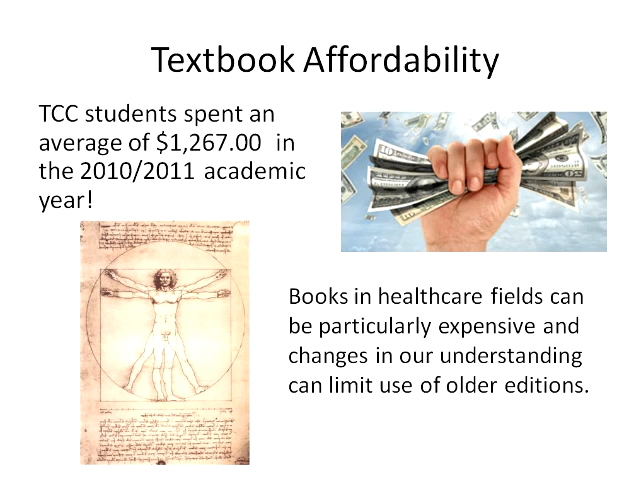 Textbook Affordability
TCC students spent an
average of $1,267.00  in
the 2010/2011 academic
year!
Books in healthcare fields can
be particularly expensive and
changes in our understanding
can limit use of older editions.